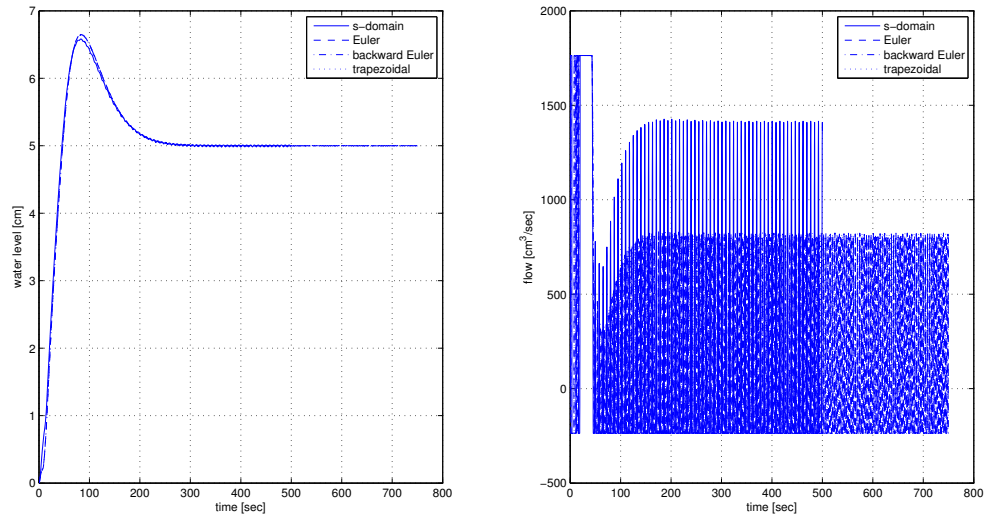 7
6
5
4
3
2
1
0
water level [cm]
0 100 200 300 400 500 600 700 800
time [sec]
s−domain
Euler
backward Euler
trapezoidal
2000
1500
1000
500
0
−500
flow [cm³/sec]
0 100 200 300 400 500 600 700 800
time [sec]
s−domain
Euler
backward Euler
trapezoidal